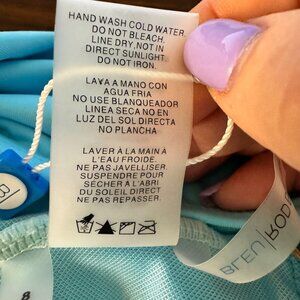 HAND WASH COLD WATER
DO NOT BLEACH.
LINE DRY, NOT IN
DIRECT SUNLIGHT.
DO NOT IRON.
LAVA A MANO CON
AGUA FRIA
NO USE BLANQUEADOR
LINEA SECA NO EN
LUZ DEL SOL DIRECTA
NO PLANCHA
LAVER À LA MAIN À
L'EAU FROIDE.
NE PAS JAVELLISER
SUSPENDRE POUR
SÉCHER À L'ABRI
DU SOLEIL DIRECT
NE PAS REPASSER.
BLEU | ROD
B
8